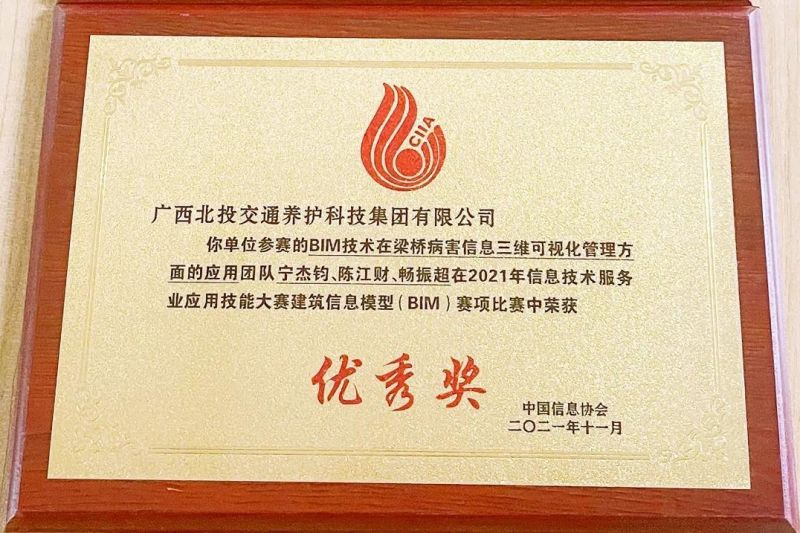 CIIA
广西北投交通养护科技集团有限公司
你单位参赛的BIM技术在梁桥病害信息三维可视化管理方
面的应用团队宁杰钧、陈江财、畅振超在2021年信息技术服务
业应用技能大赛建筑信息模型（BIM）赛项比赛中荣获
优秀奖
中国信息协会
二〇二一年十一月